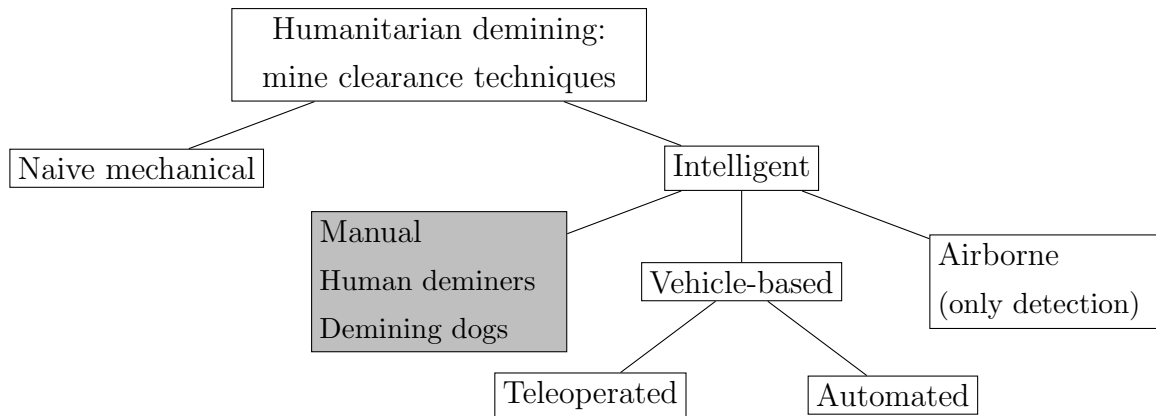 Humanitarian demining:
mine clearance techniques
Naive mechanical
Intelligent
Manual
Human deminers
Demining dogs
Vehicle-based
Airborne
(only detection)
Teleoperated
Automated